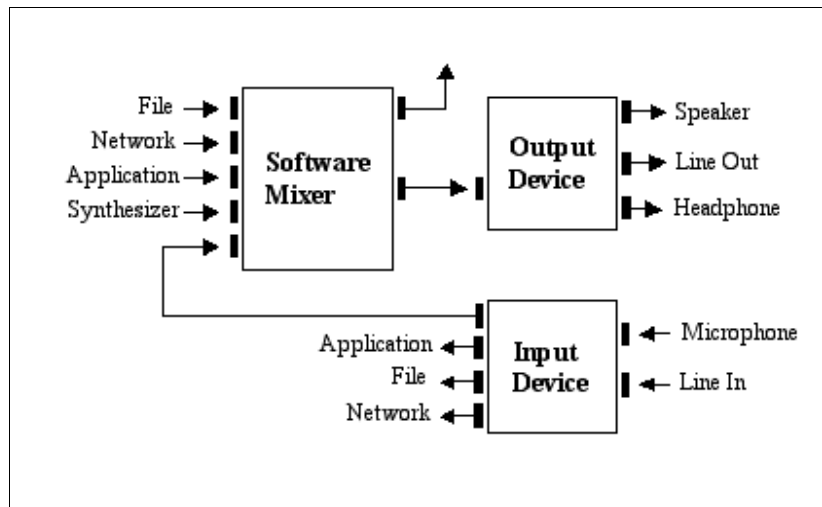 File
Network
Application
Synthesizer
Software
Mixer
Output
Device
Speaker
Line Out
Headphone
Application
File
Network
Input
Device
Microphone
Line In